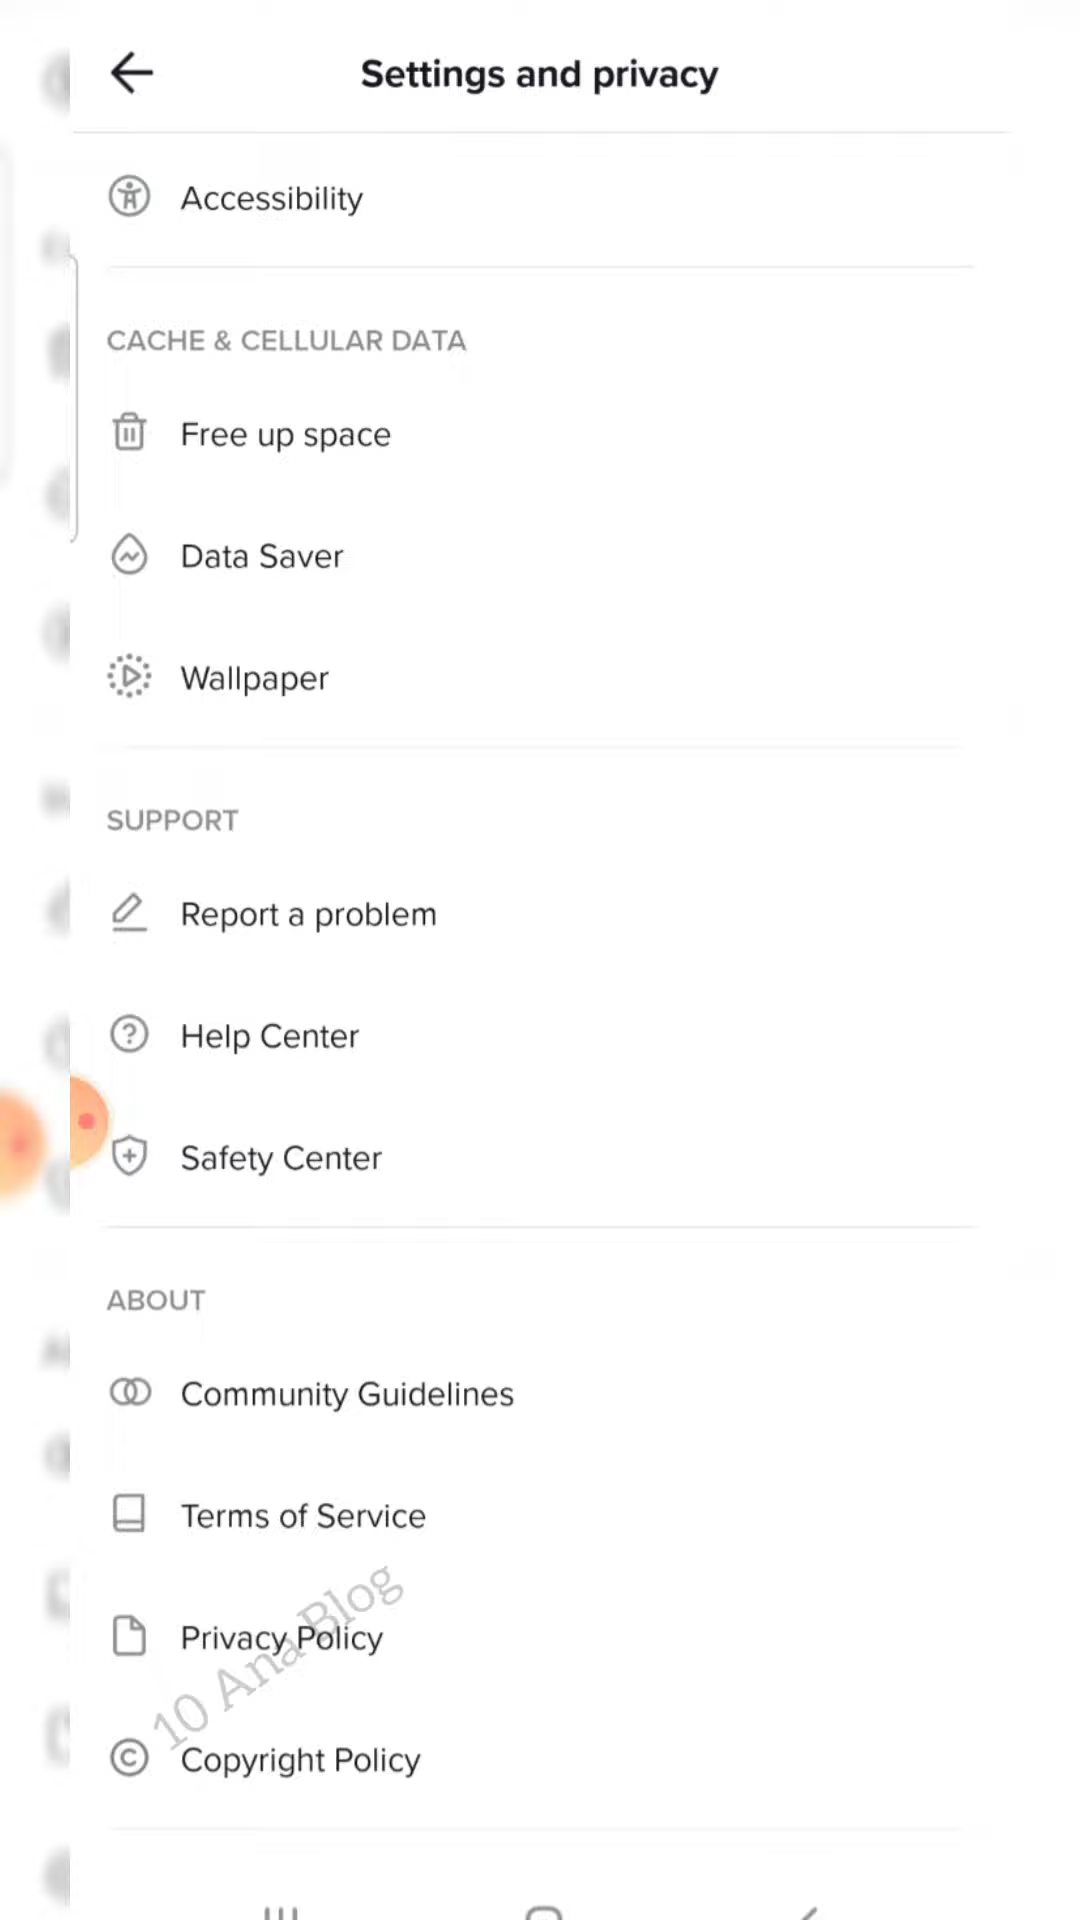 Settings and privacy
Accessibility
CACHE & CELLULAR DATA
Free up space
Data Saver
Wallpaper
SUPPORT
Report a problem
Help Center
Safety Center
ABOUT
Community Guidelines
Terms of Service
Privacy Policy
10 Ana Blog
Copyright Policy